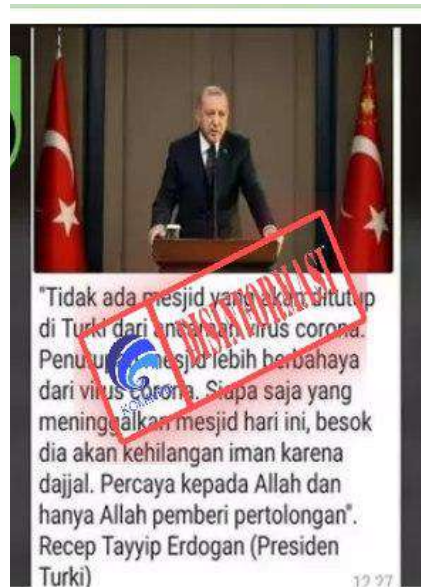 "Tidak ada mesjid yang akan ditutup
di Turki dari ancaman virus corona.
Penutupan mesjid lebih berbahaya
dari virus corona. Siapa saja yang
meninggalkan mesjid hari ini, besok
dia akan kehilangan iman karena
dajjal. Percaya kepada Allah dan
hanya Allah pemberi pertolongan".
Recep Tayyip Erdogan (Presiden
Turki)
12.27
DISINFORMASI
KOMINFO